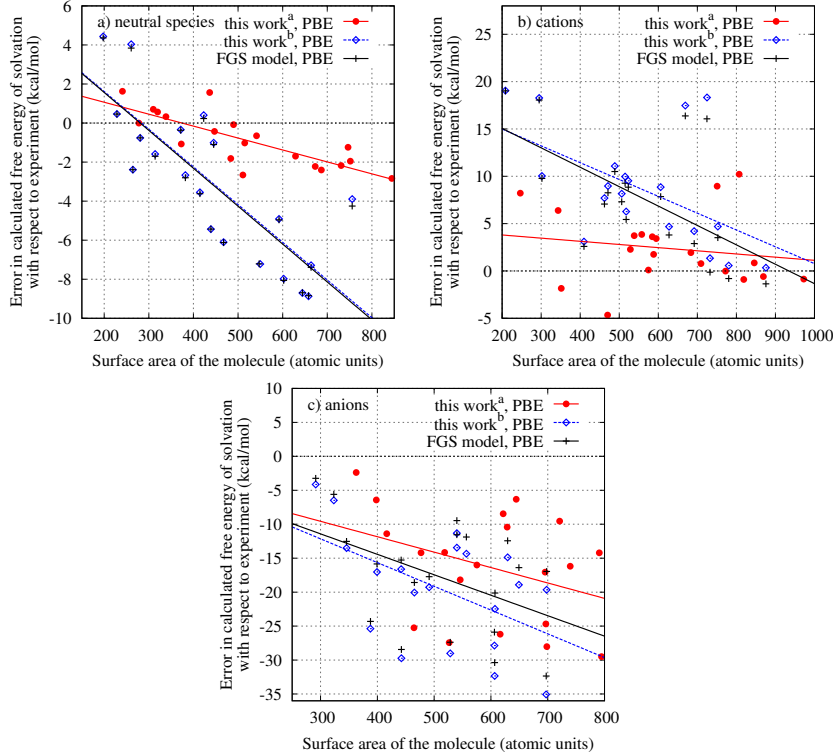 a) neutral species
this work^a, PBE
this work^b, PBE
FGS model, PBE
6
4
2
0
-2
-4
-6
-8
-10
200 300 400 500 600 700 800
Surface area of the molecule (atomic units)
Error in calculated free energy of solvation
with respect to experiment (kcal/mol)
b) cations
this work^a, PBE
this work^b, PBE
FGS model, PBE
28
25
20
15
10
5
0
-5
200 300 400 500 600 700 800 900 1000
Surface area of the molecule (atomic units)
Error in calculated free energy of solvation
with respect to experiment (kcal/mol)
c) anions
this work^a, PBE
this work^b, PBE
FGS model, PBE
10
5
0
-5
-10
-15
-20
-25
-30
-35
300 400 500 600 700 800
Surface area of the molecule (atomic units)
Error in calculated free energy of solvation
with respect to experiment (kcal/mol)